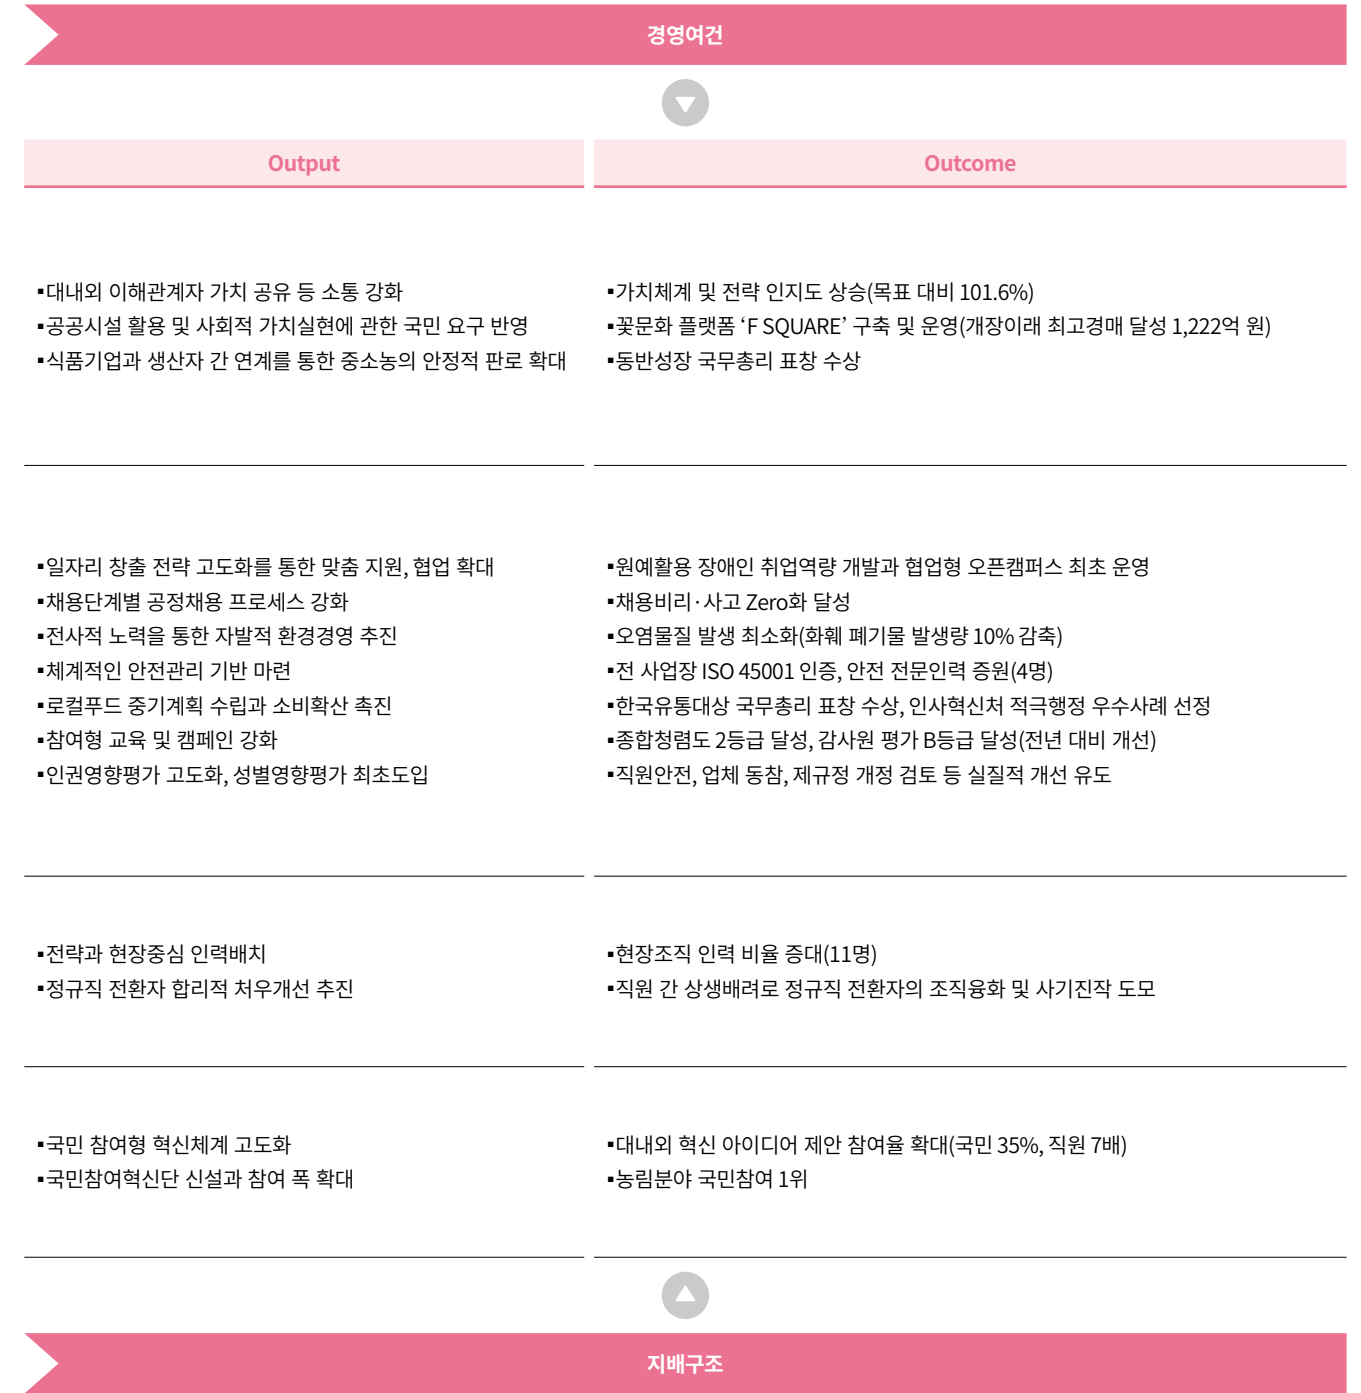 경영여건
Output
Outcome
▪대내외 이해관계자 가치 공유 등 소통 강화
▪공공시설 활용 및 사회적 가치실현에 관한 국민 요구 반영
▪식품기업과 생산자 간 연계를 통한 중소농의 안정적 판로 확대
▪가치체계 및 전략 인지도 상승(목표 대비 101.6%)
▪꽃문화 플랫폼 ‘F SQUARE’ 구축 및 운영(개장이래 최고경매 달성 1,222억 원)
▪동반성장 국무총리 표창 수상
▪일자리 창출 전략 고도화를 통한 맞춤 지원, 협업 확대
▪채용단계별 공정채용 프로세스 강화
▪전사적 노력을 통한 자발적 환경경영 추진
▪체계적인 안전관리 기반 마련
▪로컬푸드 중기계획 수립과 소비확산 촉진
▪참여형 교육 및 캠페인 강화
▪인권영향평가 고도화, 성별영향평가 최초도입
▪원예활용 장애인 취업역량 개발과 협업형 오픈캠퍼스 최초 운영
▪채용비리·사고 Zero화 달성
▪오염물질 발생 최소화(화훼 폐기물 발생량 10% 감축)
▪전 사업장 ISO 45001 인증, 안전 전문인력 증원(4명)
▪한국유통대상 국무총리 표창 수상, 인사혁신처 적극행정 우수사례 선정
▪종합청렴도 2등급 달성, 감사원 평가 B등급 달성(전년 대비 개선)
▪직원안전, 업체 동참, 제규정 개정 검토 등 실질적 개선 유도
▪전략과 현장중심 인력배치
▪정규직 전환자 합리적 처우개선 추진
▪현장조직 인력 비율 증대(11명)
▪직원 간 상생배려로 정규직 전환자의 조직융화 및 사기진작 도모
▪국민 참여형 혁신체계 고도화
▪국민참여혁신단 신설과 참여 폭 확대
▪대내외 혁신 아이디어 제안 참여율 확대(국민 35%, 직원 7배)
▪농림분야 국민참여 1위
지배구조